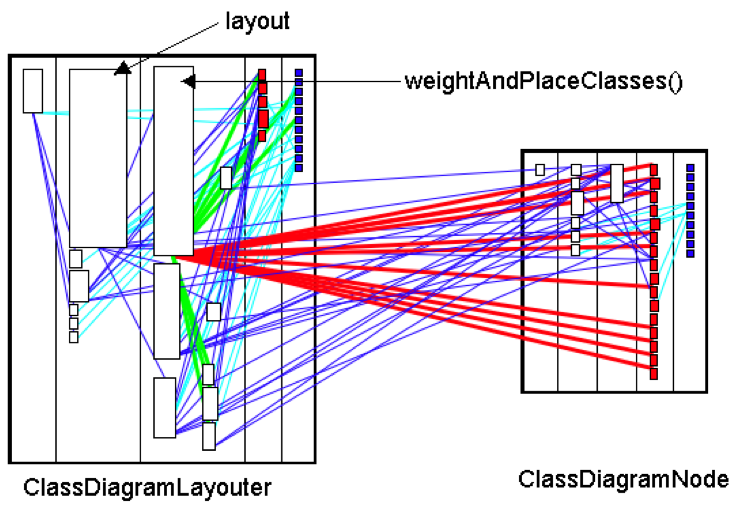 layout
weightAndPlaceClasses()
ClassDiagramLayouter
ClassDiagramNode